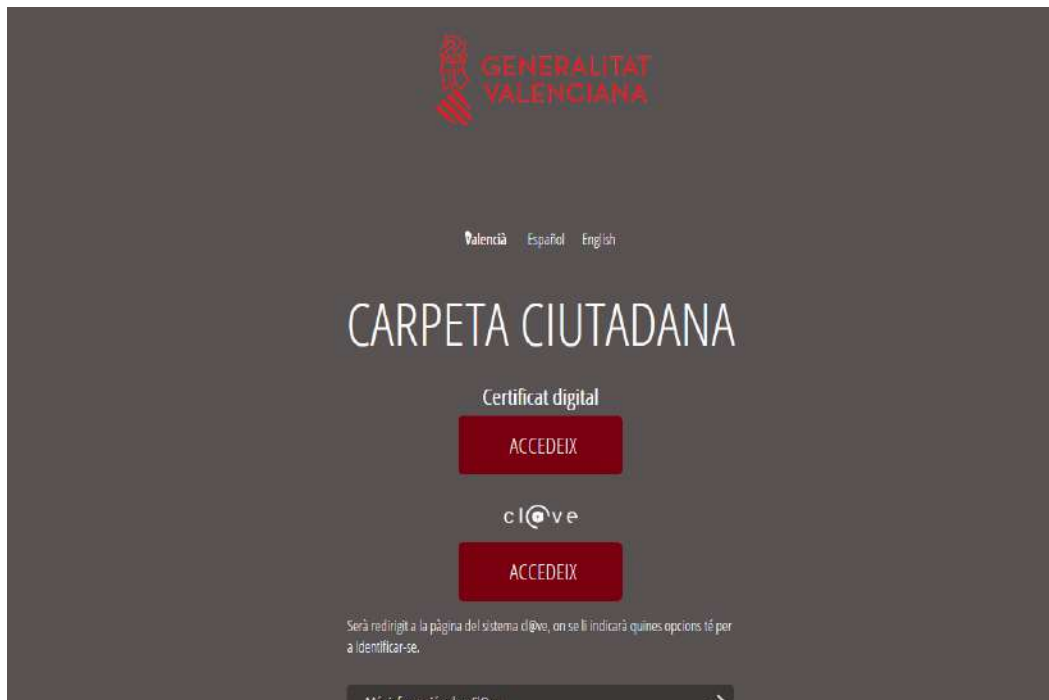 GENERALITAT
VALENCIANA
Valencià Español English
CARPETA CIUTADANA
Certificat digital
ACCEDEIX
cl@ve
ACCEDEIX
Serà redirigit a la pàgina del sistema cl@ve, on se li indicarà quines opcions té per
a identificar-se.